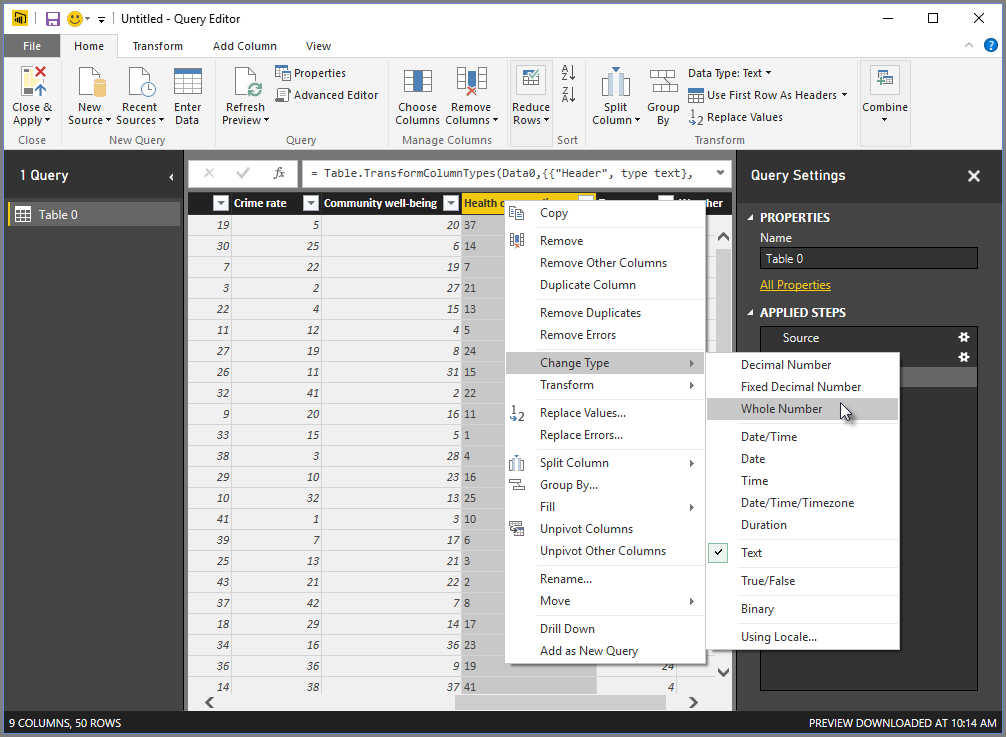 Untitled - Query Editor
File Home Transform Add Column View
Close & Apply
New Source
Recent Sources
Enter Data
Refresh Preview
Properties
Advanced Editor
Choose Columns
Remove Columns
Reduce Rows
Split Column
Group By
Data Type: Text
Use First Row As Headers
Replace Values
Combine
Close New Query Query Manage Columns Sort Transform
1 Query
= Table.TransformColumnTypes(Data0,{{"Header", type text},
Query Settings
Table 0
Crime rate Community well-being Health
19 5 20 37
30 25 6 14
7 22 19 7
3 2 27 21
22 4 15 13
11 12 4 5
27 19 8 24
26 11 31 15
32 41 2 22
9 20 16 11
33 15 5 1
38 3 28 4
29 10 23 16
10 32 13 25
41 1 3 10
39 7 17 6
25 13 21 3
43 21 22 2
37 42 7 8
18 29 14 17
34 16 36 23
36 36 9 19 24
14 38 37 41 4
Copy
Remove
Remove Other Columns
Duplicate Column
Remove Duplicates
Remove Errors
Change Type
Transform
Replace Values...
Replace Errors...
Split Column
Group By...
Fill
Unpivot Columns
Unpivot Other Columns
Rename...
Move
Drill Down
Add as New Query
Decimal Number
Fixed Decimal Number
Whole Number
Date/Time
Date
Time
Date/Time/Timezone
Duration
Text
True/False
Binary
Using Locale...
PROPERTIES
Name
Table 0
All Properties
APPLIED STEPS
Source
9 COLUMNS, 50 ROWS
PREVIEW DOWNLOADED AT 10:14 AM